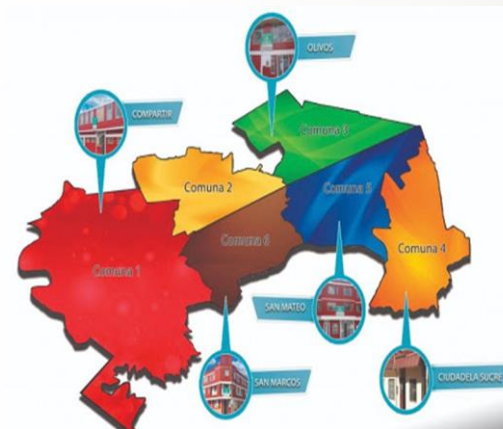 OLIVOS
COMPARTIR
Comuna 3
Comuna 2
Comuna 5
Comuna 6
Comuna 4
Comuna 1
SAN MATEO
SAN MARCOS
CIUDADELA SUCRE